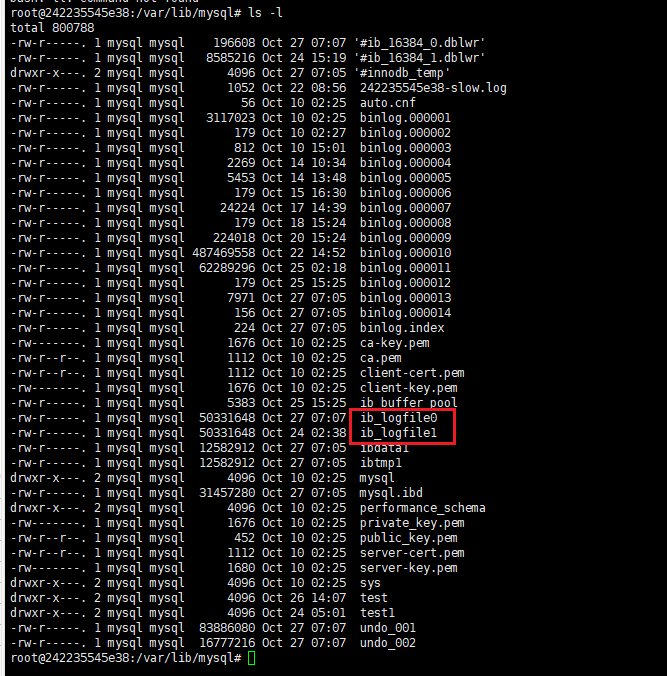 root@242235545e38:/var/lib/mysql# ls -l
total 800788
-rw-r-----. 1 mysql mysql    196608 Oct 27 07:07 '#ib_16384_0.dblwr'
-rw-r-----. 1 mysql mysql   8585216 Oct 24 15:19 '#ib_16384_1.dblwr'
drwxr-x---. 2 mysql mysql      4096 Oct 27 07:05 '#innodb_temp'
-rw-r-----. 1 mysql mysql      1052 Oct 22 08:56  242235545e38-slow.log
-rw-r-----. 1 mysql mysql        56 Oct 10 02:25  auto.cnf
-rw-r-----. 1 mysql mysql   3117023 Oct 10 02:25  binlog.000001
-rw-r-----. 1 mysql mysql       179 Oct 10 02:27  binlog.000002
-rw-r-----. 1 mysql mysql       812 Oct 10 15:01  binlog.000003
-rw-r-----. 1 mysql mysql      2269 Oct 14 10:34  binlog.000004
-rw-r-----. 1 mysql mysql      5453 Oct 14 13:48  binlog.000005
-rw-r-----. 1 mysql mysql       179 Oct 15 16:30  binlog.000006
-rw-r-----. 1 mysql mysql     24224 Oct 17 14:39  binlog.000007
-rw-r-----. 1 mysql mysql       179 Oct 18 15:24  binlog.000008
-rw-r-----. 1 mysql mysql    224018 Oct 20 15:24  binlog.000009
-rw-r-----. 1 mysql mysql 487469558 Oct 22 14:52  binlog.000010
-rw-r-----. 1 mysql mysql  62289296 Oct 25 02:18  binlog.000011
-rw-r-----. 1 mysql mysql       179 Oct 25 15:25  binlog.000012
-rw-r-----. 1 mysql mysql      7971 Oct 27 07:05  binlog.000013
-rw-r-----. 1 mysql mysql       156 Oct 27 07:05  binlog.000014
-rw-r-----. 1 mysql mysql       224 Oct 27 07:05  binlog.index
-rw-------. 1 mysql mysql      1676 Oct 10 02:25  ca-key.pem
-rw-r--r--. 1 mysql mysql      1112 Oct 10 02:25  ca.pem
-rw-r--r--. 1 mysql mysql      1112 Oct 10 02:25  client-cert.pem
-rw-------. 1 mysql mysql      1676 Oct 10 02:25  client-key.pem
-rw-r-----. 1 mysql mysql      5383 Oct 25 15:25  ib_buffer_pool
-rw-r-----. 1 mysql mysql  50331648 Oct 27 07:07  ib_logfile0
-rw-r-----. 1 mysql mysql  50331648 Oct 24 02:38  ib_logfile1
-rw-r-----. 1 mysql mysql  12582912 Oct 27 07:05  ibdata1
-rw-r-----. 1 mysql mysql  12582912 Oct 27 07:05  ibtmp1
drwxr-x---. 2 mysql mysql      4096 Oct 10 02:25  mysql
-rw-r-----. 1 mysql mysql  31457280 Oct 27 07:05  mysql.ibd
drwxr-x---. 2 mysql mysql      4096 Oct 10 02:25  performance_schema
-rw-------. 1 mysql mysql      1676 Oct 10 02:25  private_key.pem
-rw-r--r--. 1 mysql mysql       452 Oct 10 02:25  public_key.pem
-rw-r--r--. 1 mysql mysql      1112 Oct 10 02:25  server-cert.pem
-rw-------. 1 mysql mysql      1680 Oct 10 02:25  server-key.pem
drwxr-x---. 2 mysql mysql      4096 Oct 10 02:25  sys
drwxr-x---. 2 mysql mysql      4096 Oct 26 14:07  test
drwxr-x---. 2 mysql mysql      4096 Oct 24 05:01  test1
-rw-r-----. 1 mysql mysql  83886080 Oct 27 07:07  undo_001
-rw-r-----. 1 mysql mysql  16777216 Oct 27 07:07  undo_002
root@242235545e38:/var/lib/mysql#